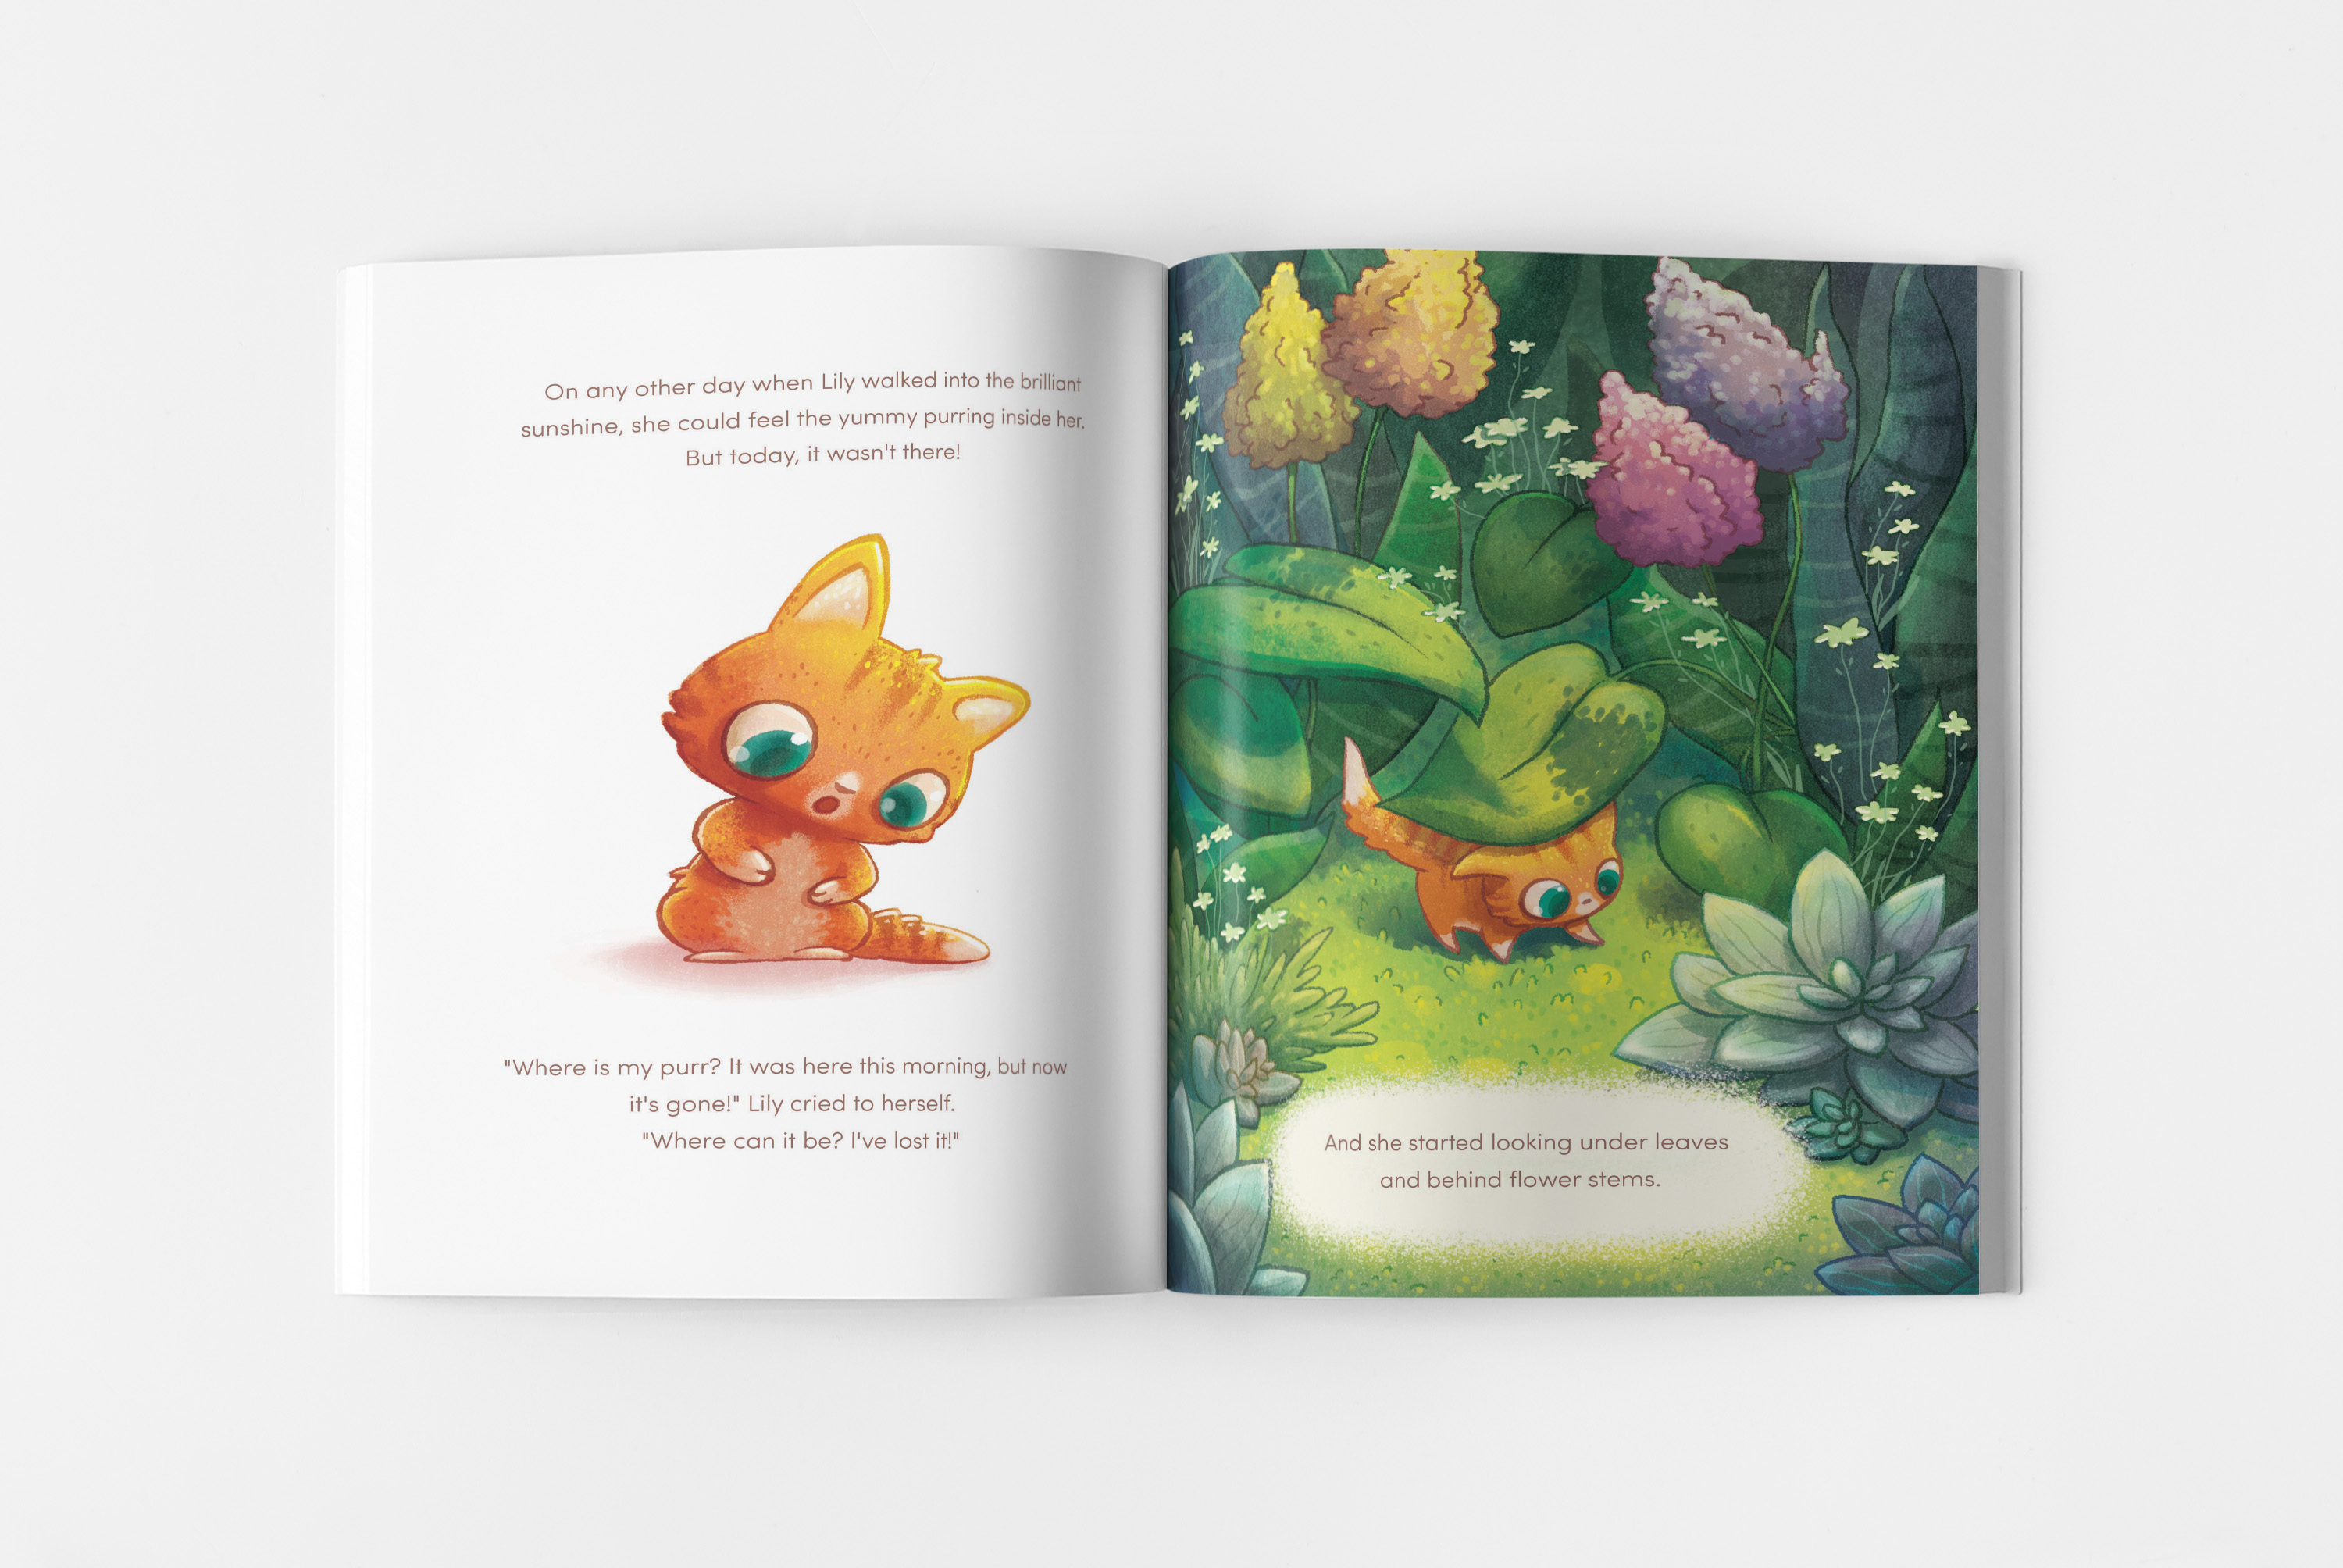 On any other day when Lily walked into the brilliant
sunshine, she could feel the yummy purring inside her.
But today, it wasn't there!
"Where is my purr? It was here this morning, but now
it's gone!" Lily cried to herself.
"Where can it be? I've lost it!"
And she started looking under leaves
and behind flower stems.